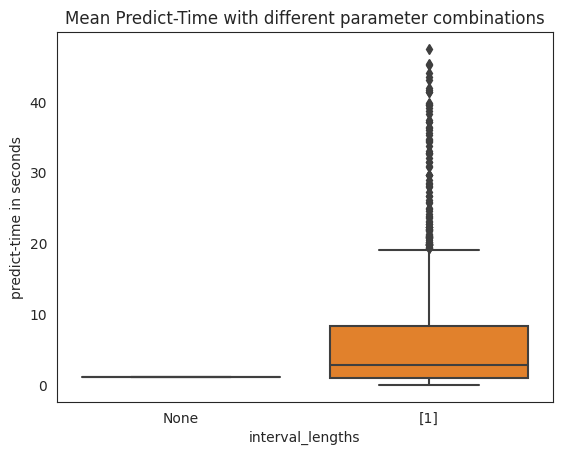 Mean Predict-Time with different parameter combinations
predict-time in seconds
40
30
20
10
0
None
[1]
interval_lengths